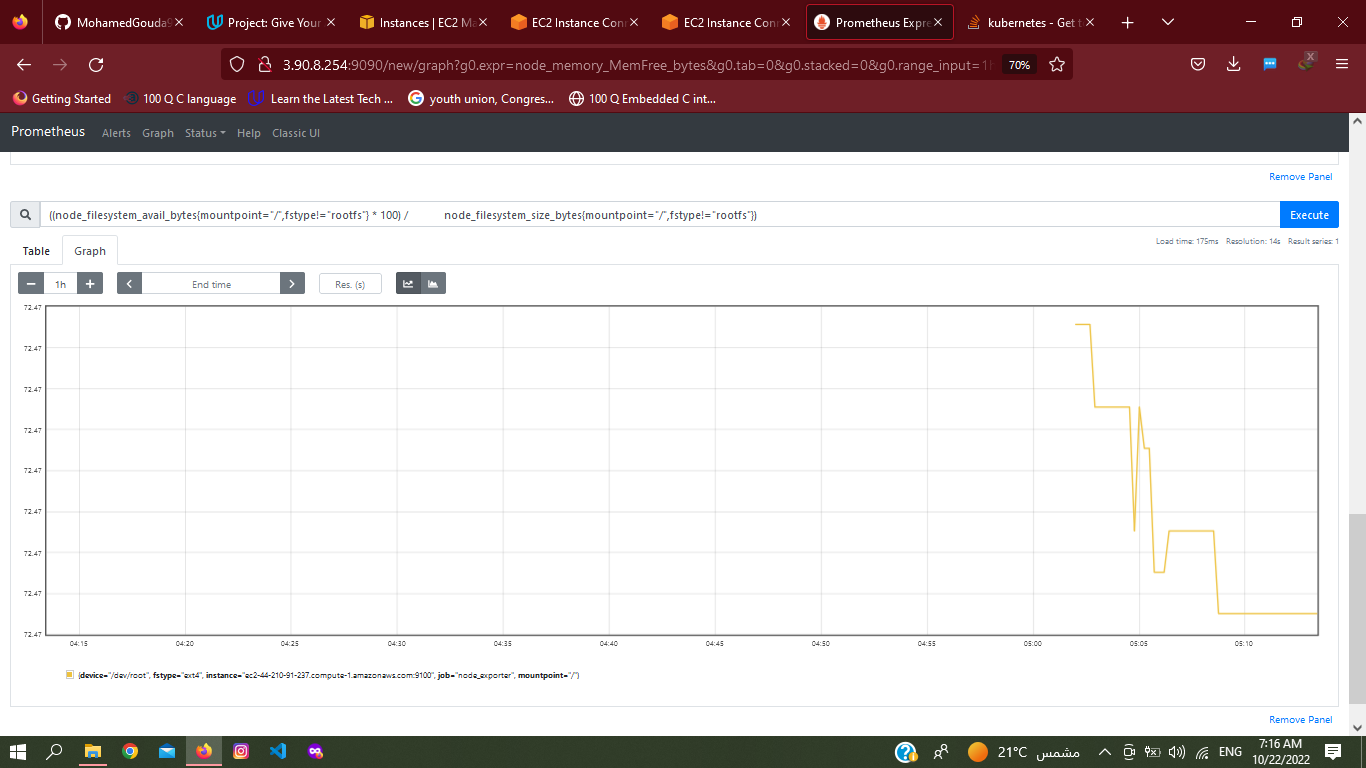 MohamedGouda9
Project: Give Your
Instances | EC2 Ma
EC2 Instance Conn
EC2 Instance Conn
Prometheus Expre
kubernetes - Get t
3.90.8.254:9090/new/graph?g0.expr=node_memory_MemFree_bytes&g0.tab=0&g0.stacked=0&g0.range_input=1h
70%
Getting Started
100 Q C language
Learn the Latest Tech ...
youth union, Congres...
100 Q Embedded C int...
Prometheus
Alerts
Graph
Status
Help
Classic UI
Remove Panel
((node_filesystem_avail_bytes{mountpoint="/",fstype!="rootfs"} * 100) / node_filesystem_size_bytes{mountpoint="/",fstype!="rootfs"})
Execute
Load time: 175ms Resolution: 14s Result series: 1
Table
Graph
1h
End time
Res. (s)
72.47
72.47
72.47
72.47
72.47
72.47
72.47
72.47
72.47
04:15
04:20
04:25
04:30
04:35
04:40
04:45
04:50
04:55
05:00
05:05
05:10
{device="/dev/root", fstype="ext4", instance="ec2-44-210-91-237.compute-1.amazonaws.com:9100", job="node_exporter", mountpoint="/"}
Remove Panel
21°C مشمس
ENG
7:16 AM
10/22/2022